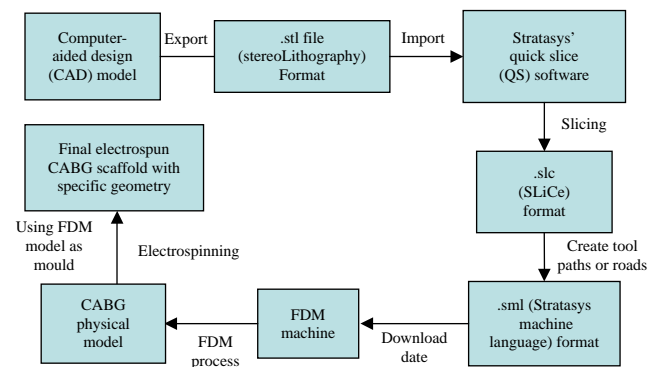 Computer-
aided design
(CAD) model
Export
.stl file
(stereoLithography)
Format
Import
Stratasys'
quick slice
(QS) software
Slicing
.slc
(SLiCe)
format
Create tool
paths or roads
.sml (Stratasys
machine
language) format
Download
date
FDM
machine
FDM
process
CABG
physical
model
Using FDM
model as
mould
Electrospinning
Final electrospun
CABG scaffold with
specific geometry